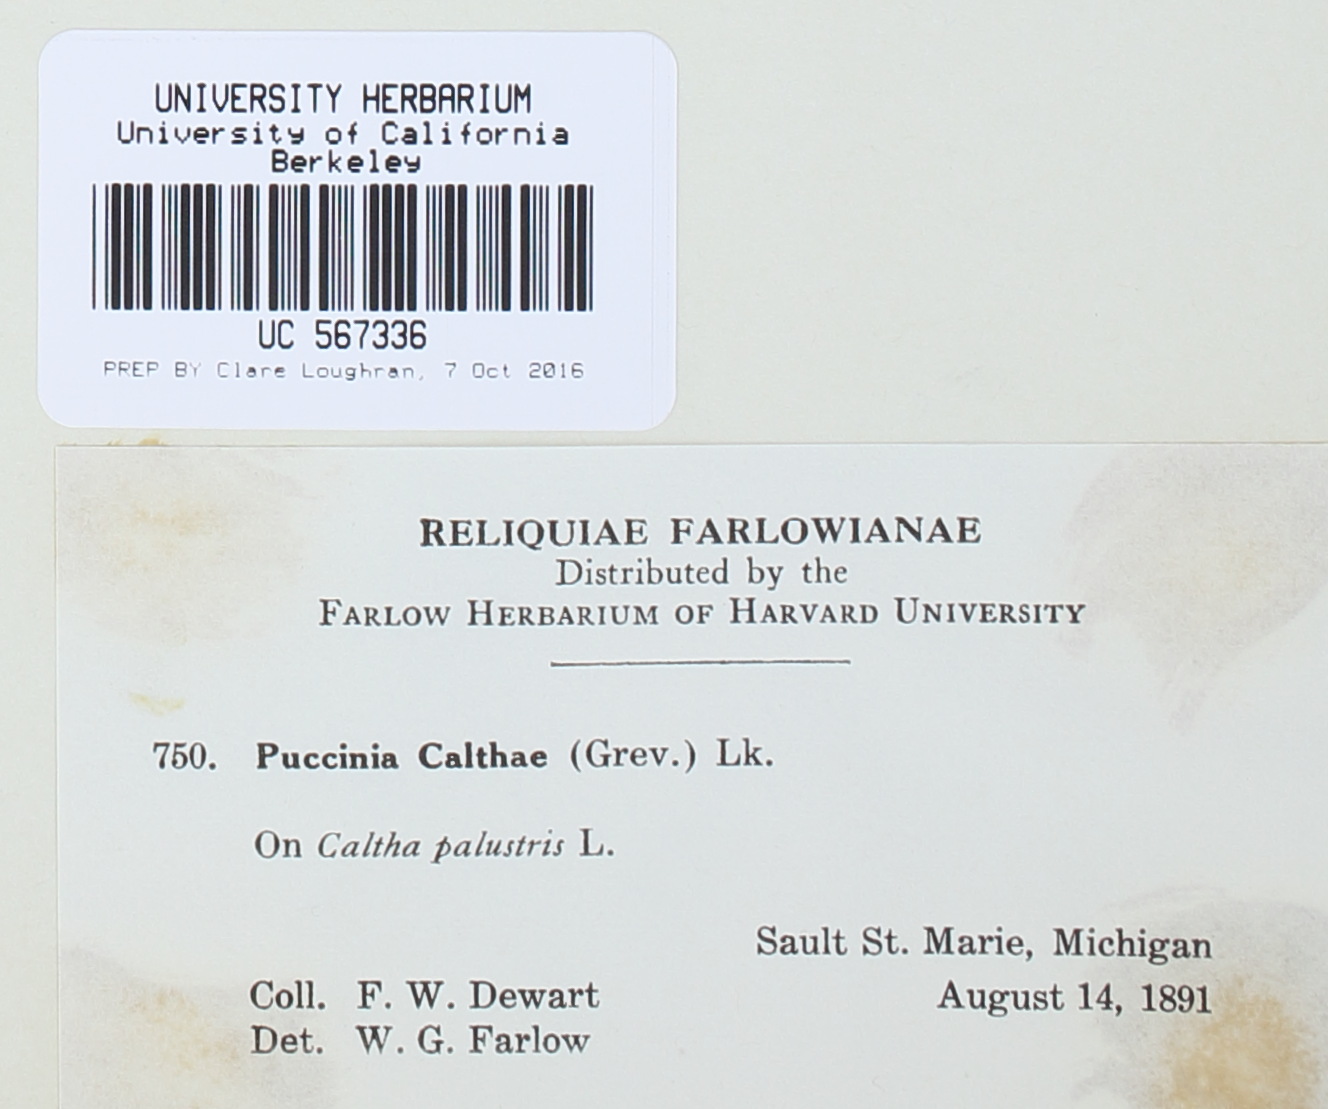 UNIVERSITY HERBARIUM
University of California
Berkeley
UC 567336
PREP BY Clare Loughran, 7 Oct 2016
RELIQUIAE FARLOWIANAE
Distributed by the
FARLOW HERBARIUM OF HARVARD UNIVERSITY
750. Puccinia Calthae (Grev.) Lk.
On Caltha palustris L.
Sault St. Marie, Michigan
Coll. F. W. Dewart August 14, 1891
Det. W. G. Farlow